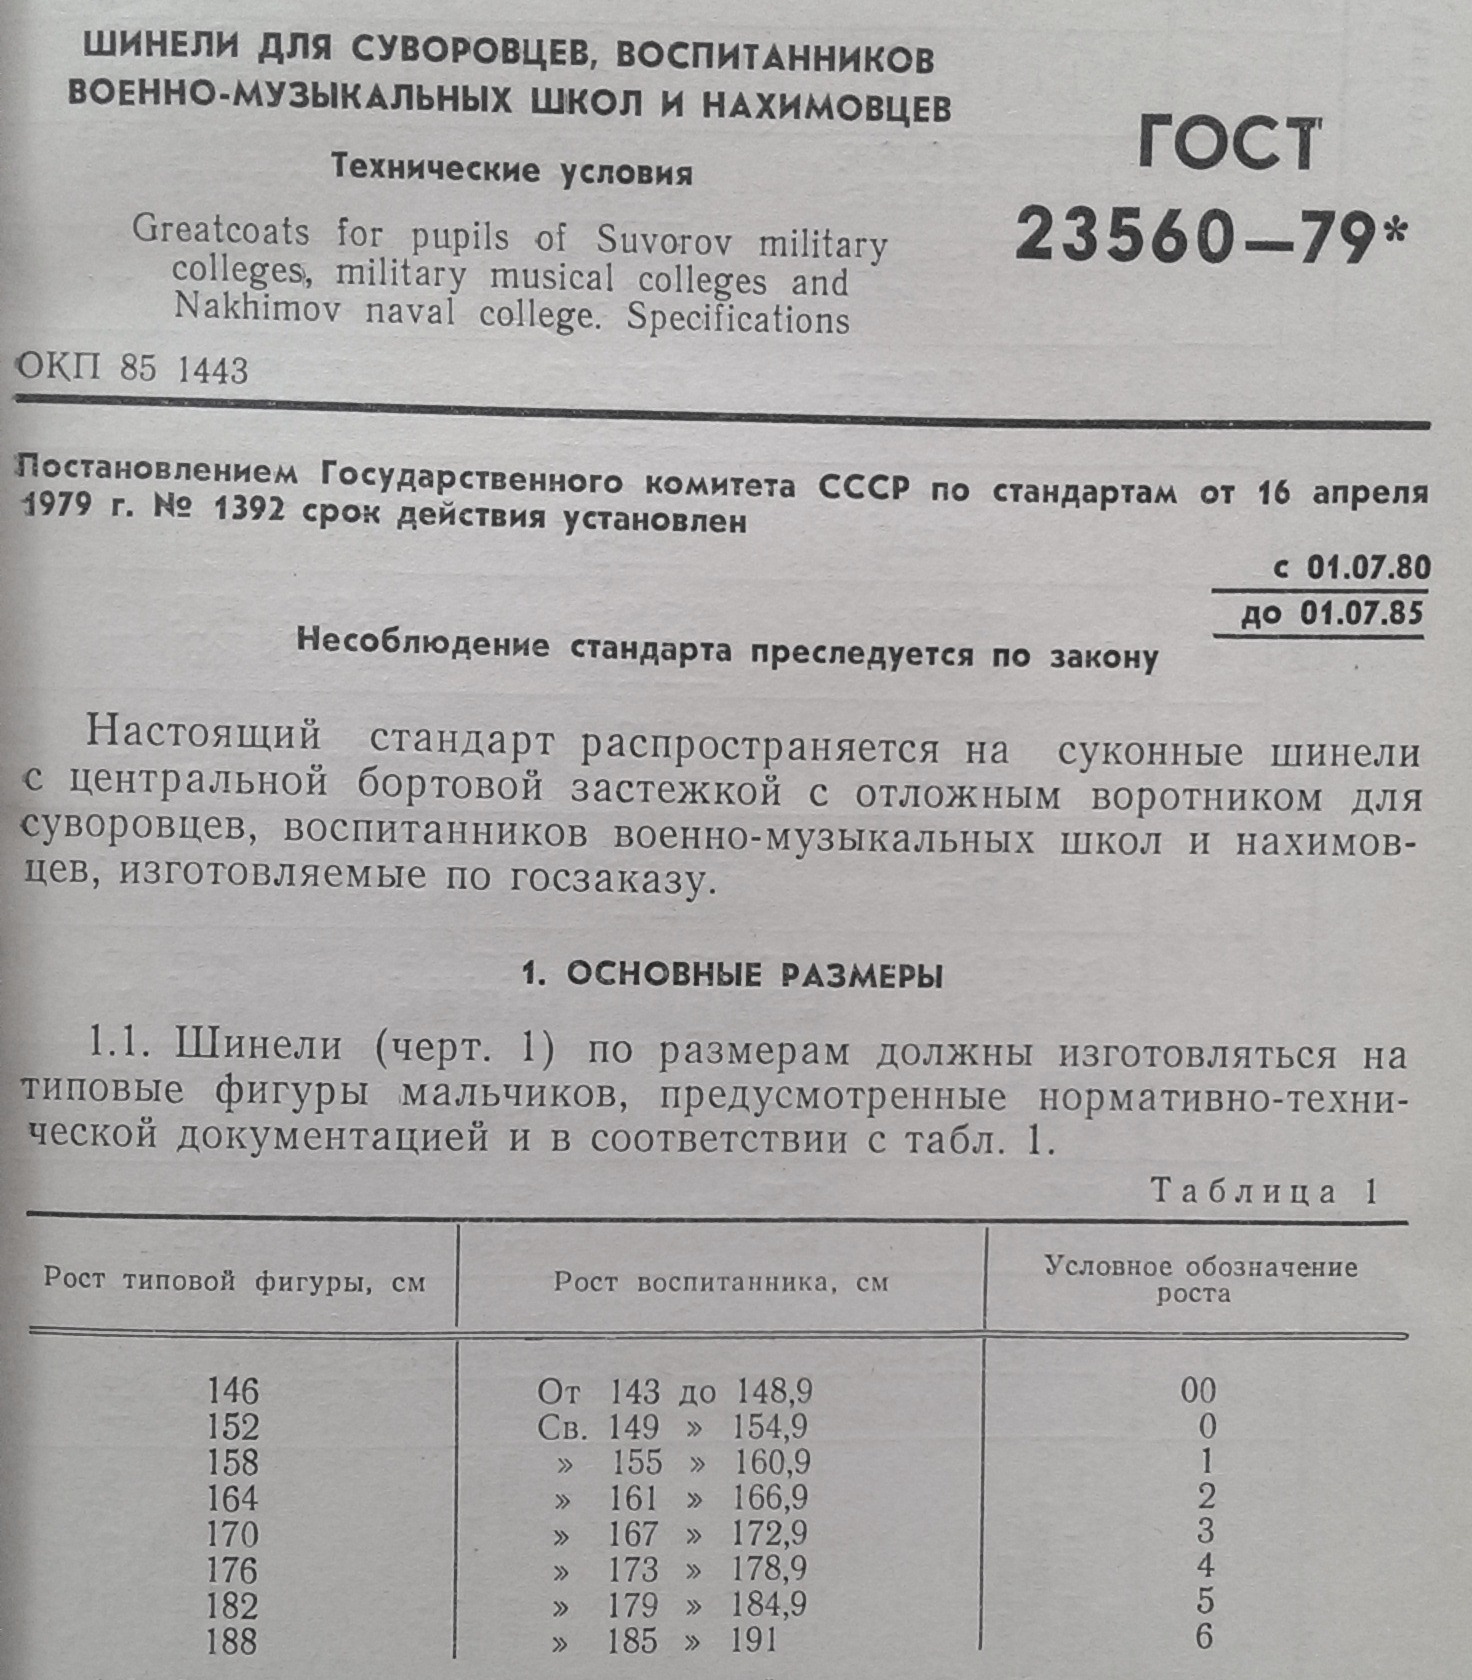 ШИНЕЛИ ДЛЯ СУВОРОВЦЕВ, ВОСПИТАННИКОВ
ВОЕННО-МУЗЫКАЛЬНЫХ ШКОЛ И НАХИМОВЦЕВ
Технические условия
Greatcoats for pupils of Suvorov military
colleges, military musical colleges and
Nakhimov naval college. Specifications
ГОСТ
23560—79*
ОКП 85 1443
Постановлением Государственного комитета СССР по стандартам от 16 апреля
1979 г. № 1392 срок действия установлен
с 01.07.80
до 01.07.85
Несоблюдение стандарта преследуется по закону
Настоящий стандарт распространяется на суконные шинели
с центральной бортовой застежкой с отложным воротником для
суворовцев, воспитанников военно-музыкальных школ и нахимов-
цев, изготовляемые по госзаказу.
1. ОСНОВНЫЕ РАЗМЕРЫ
1.1. Шинели (черт. 1) по размерам должны изготовляться на
типовые фигуры мальчиков, предусмотренные нормативно-техни-
ческой документацией и в соответствии с табл. 1.
Таблица 1
Рост типовой фигуры, см
Рост воспитанника, см
Условное обозначение
роста
146 От 143 до 148,9 00
152 Св. 149 » 154,9 0
158 » 155 » 160,9 1
164 » 161 » 166,9 2
170 » 167 » 172,9 3
176 » 173 » 178,9 4
182 » 179 » 184,9 5
188 » 185 » 191 6